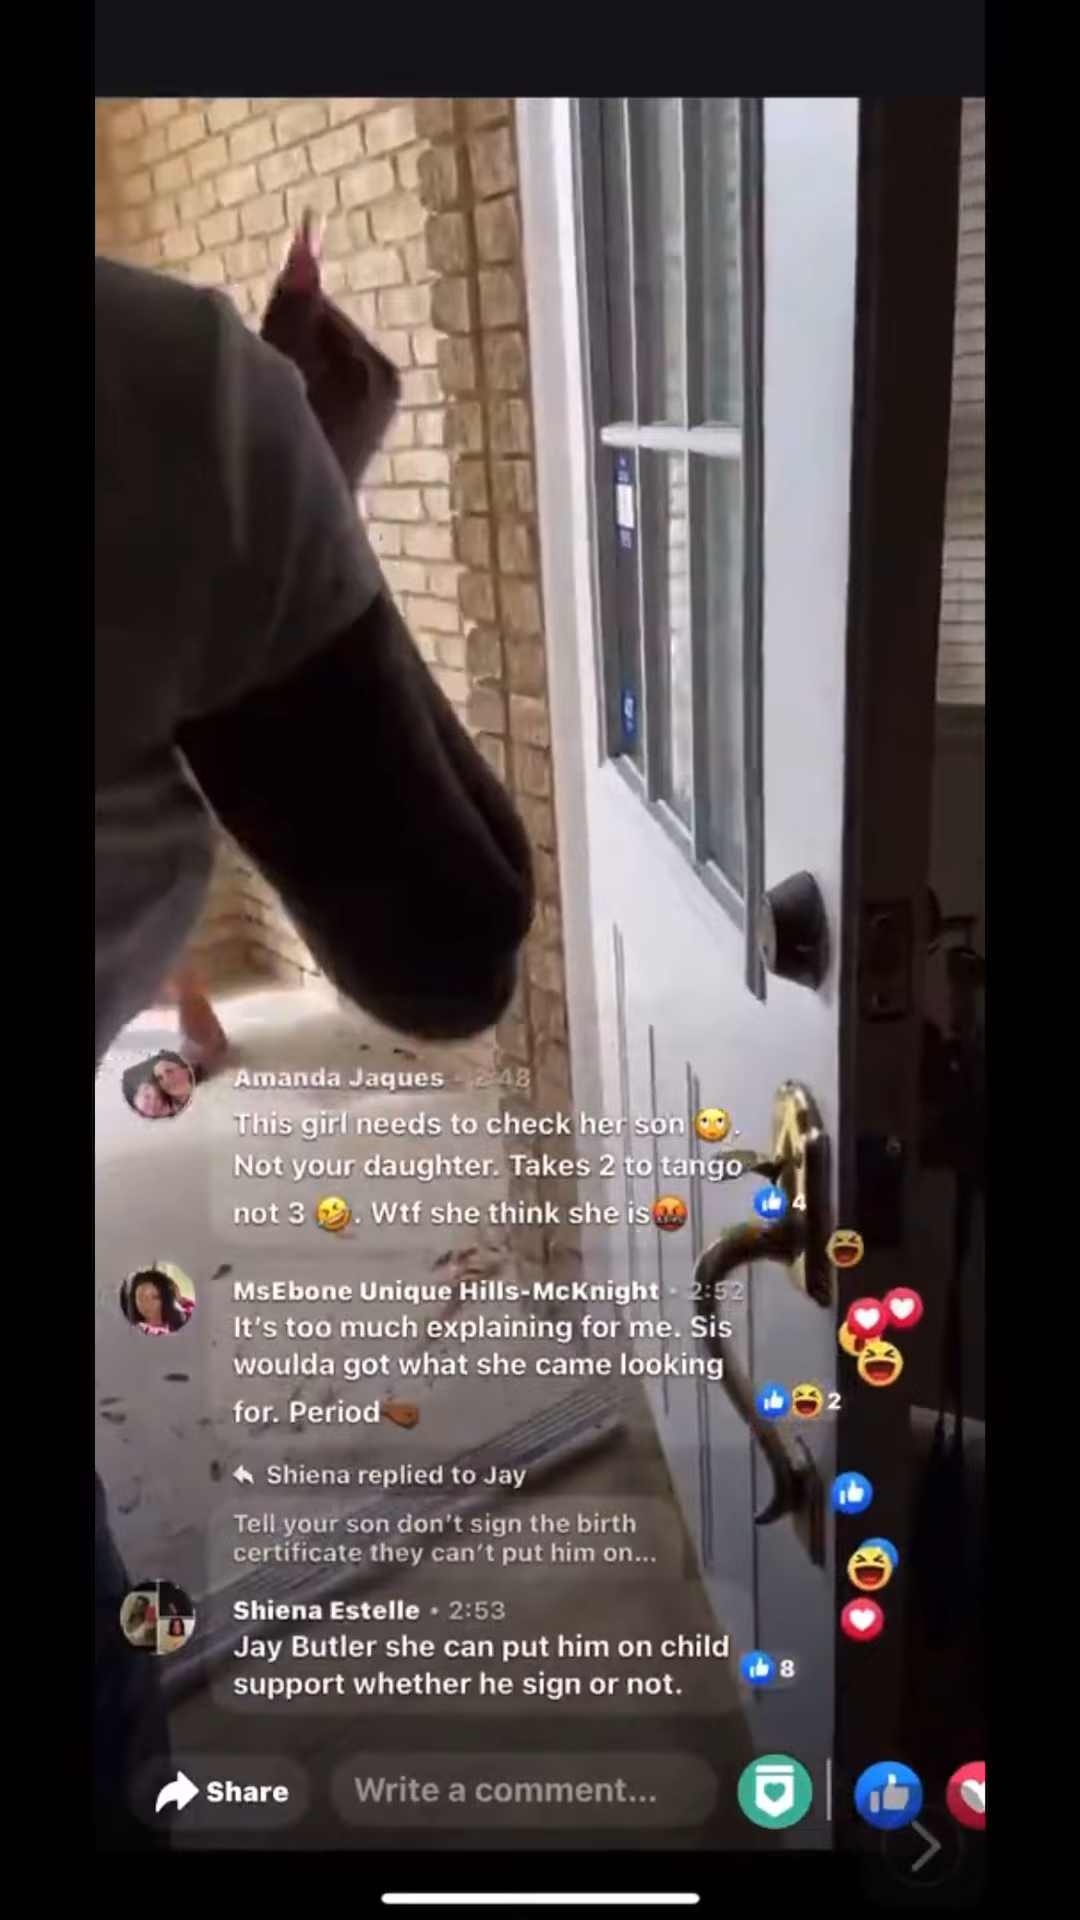 Amanda Jaques · 2:48
This girl needs to check her son 🙄.
Not your daughter. Takes 2 to tango
not 3 🤣. Wtf she think she is🤬
4
MsEbone Unique Hills-McKnight · 2:52
It's too much explaining for me. Sis
woulda got what she came looking
for. Period🤏🏾
2
Shiena replied to Jay
Tell your son don't sign the birth
certificate they can't put him on...
Shiena Estelle · 2:53
Jay Butler she can put him on child
support whether he sign or not.
8
Share
Write a comment...